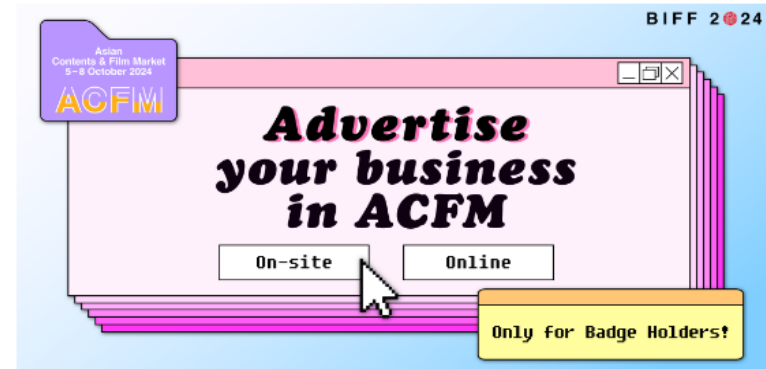 BIFF 2024
Asian
Contents & Film Market
5–8 October 2024
ACFM
Advertise
your business
in ACFM
On-site
Online
Only for Badge Holders!